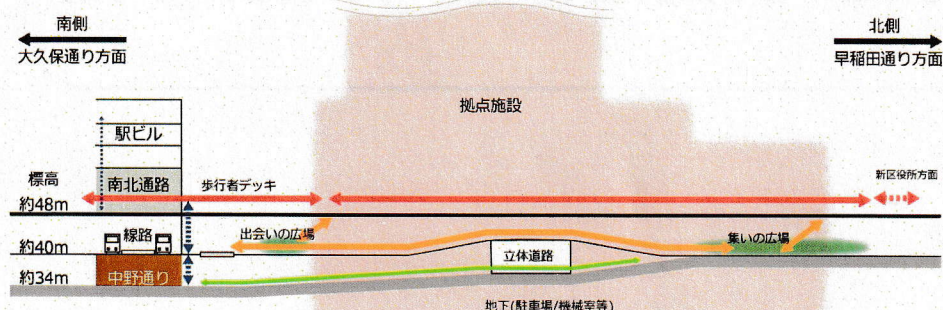 南側
大久保通り方面
北側
早稲田通り方面
拠点施設
駅ビル
標高
南北通路
歩行者デッキ
新区役所方面
約48m
線路
出会いの広場
集いの広場
約40m
立体道路
約34m
中野通り
地下(駐車場/機械室等)